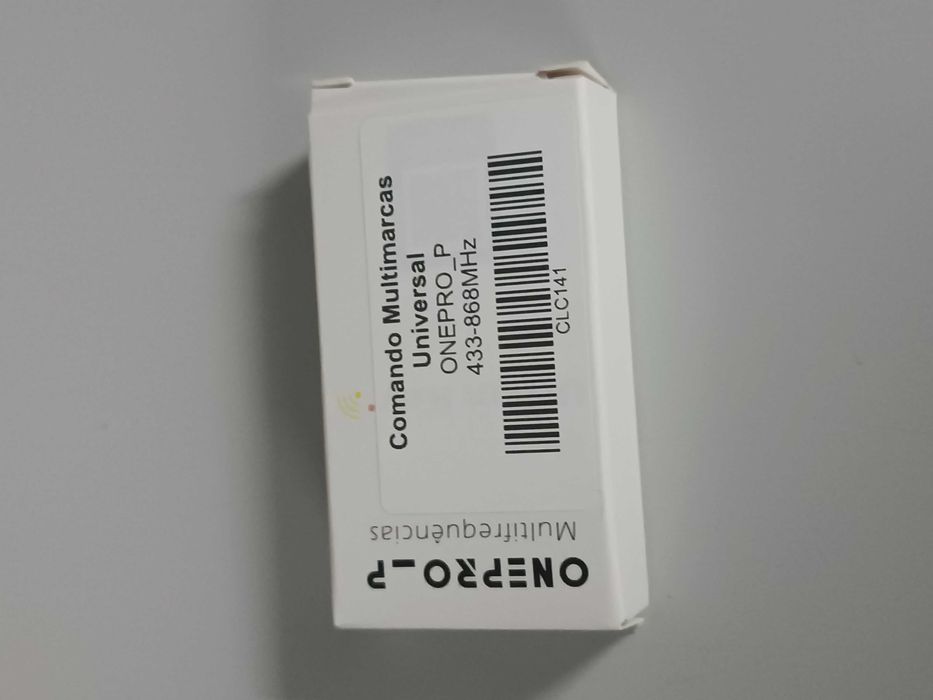 Comando Multimarcas
Universal
ONEPRO_P
433-868MHz
CLC141
Multifrequências
ONEPRO_P